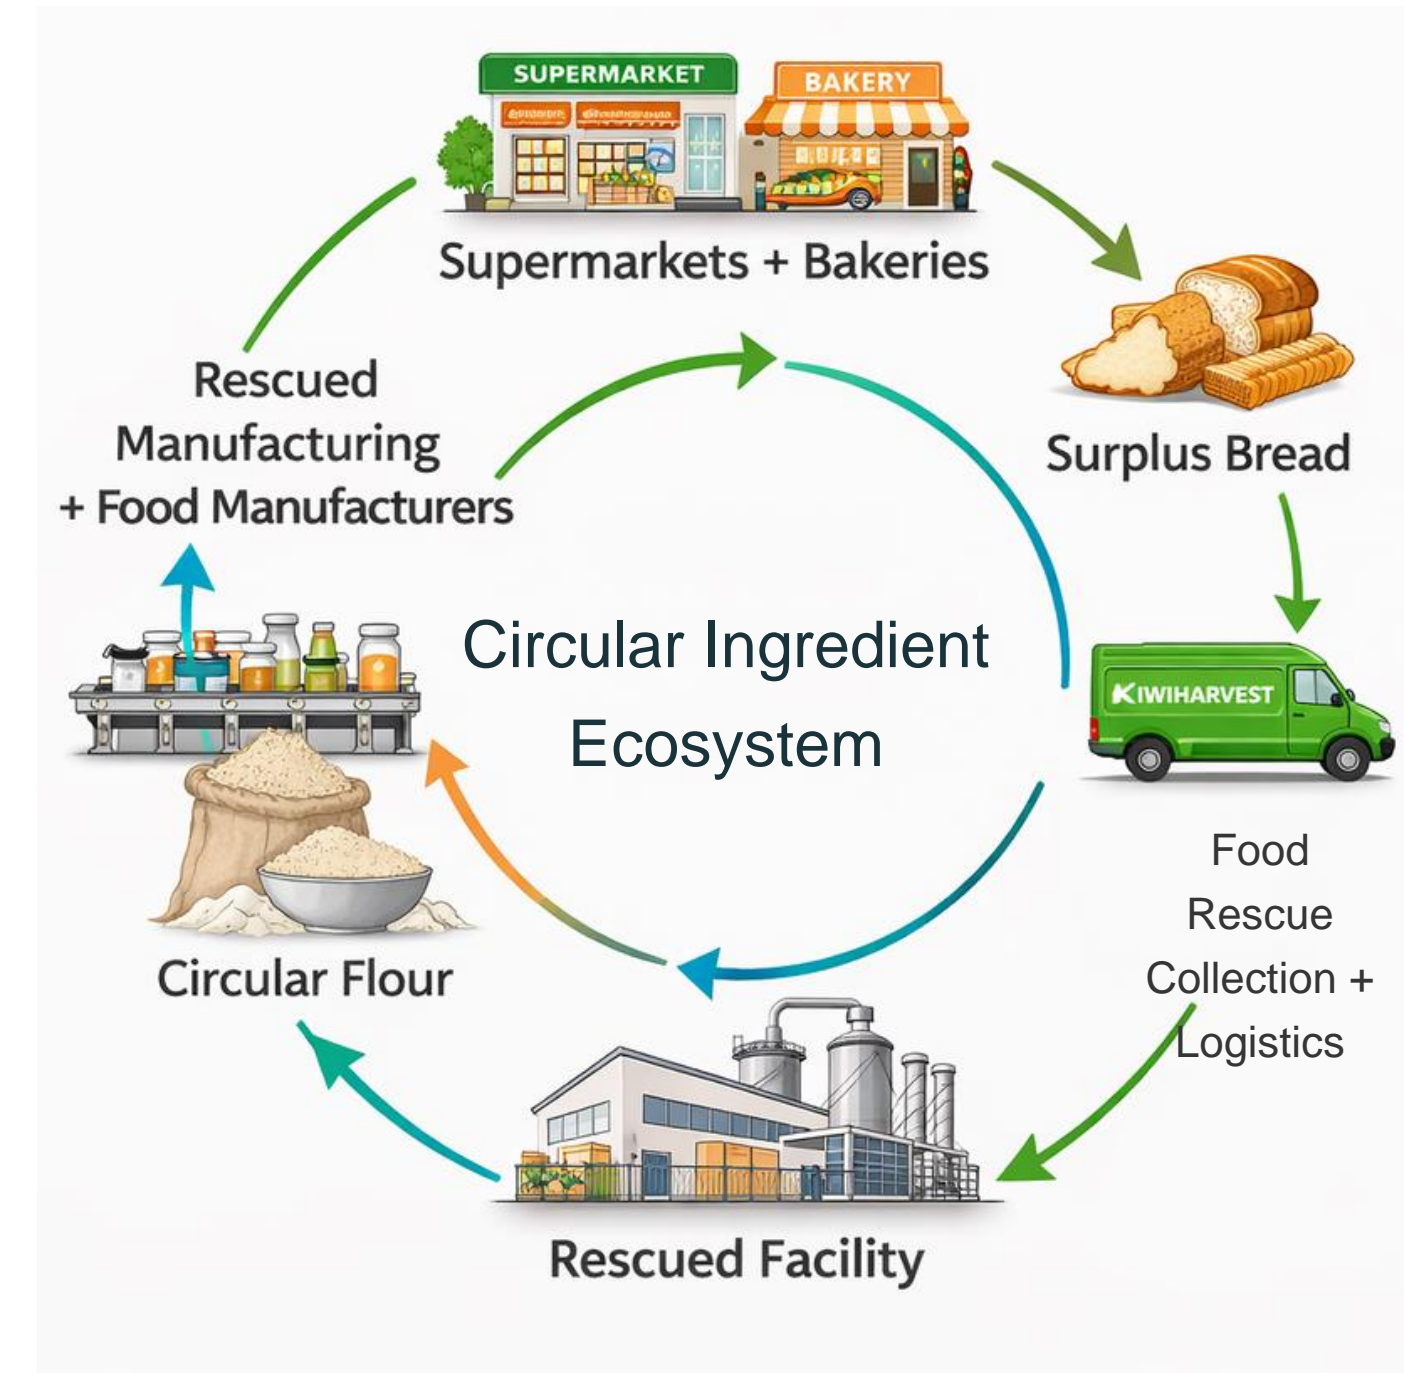 SUPERMARKET
BAKERY
Supermarkets + Bakeries
Surplus Bread
KIWIHARVEST
Food
Rescue
Collection +
Logistics
Rescued Facility
Circular Flour
Rescued
Manufacturing
+ Food Manufacturers
Circular Ingredient
Ecosystem